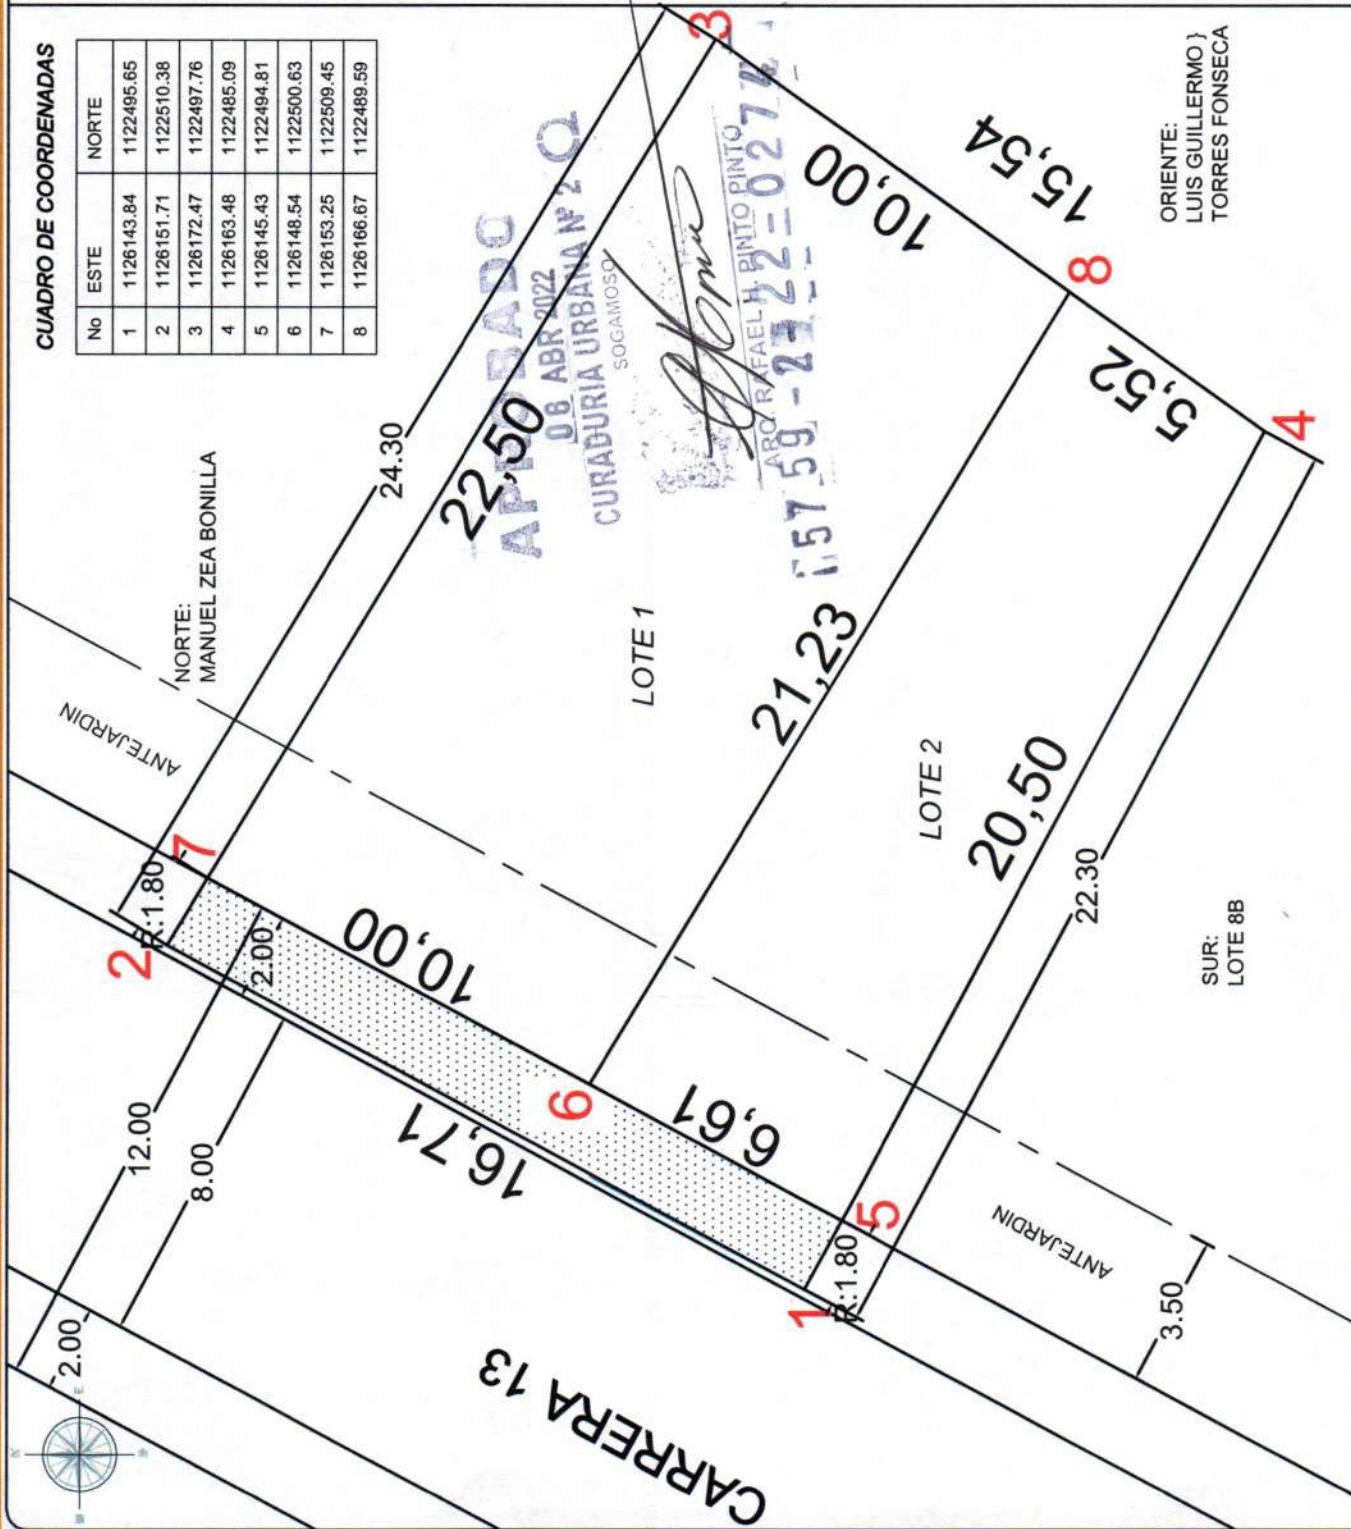 CUADRO DE COORDENADAS
No ESTE NORTE
1 1126143.84 1122495.65
2 1126151.71 1122510.38
3 1126172.47 1122497.76
4 1126163.48 1122485.09
5 1126145.43 1122494.81
6 1126148.54 1122500.63
7 1126153.25 1122509.45
8 1126166.67 1122489.59
NORTE:
MANUEL ZEA BONILLA
ANTEJARDIN
24.30
22,50
APROBADO
06 ABR 2022
CURADURIA URBANA Nº 2
SOGAMOSO
ARQ. RAFAEL H. PINTO PINTO
3
10,00
15,54
8
5,52
4
ORIENTE:
LUIS GUILLERMO }
TORRES FONSECA
LOTE 1
21,23
LOTE 2
20,50
22.30
SUR:
LOTE 8B
2
R:1.80
7
2.00
10,00
12.00
8.00
16,71
6
6,61
5
1
R:1.80
ANTEJARDIN
3.50
2.00
CARRERA 13